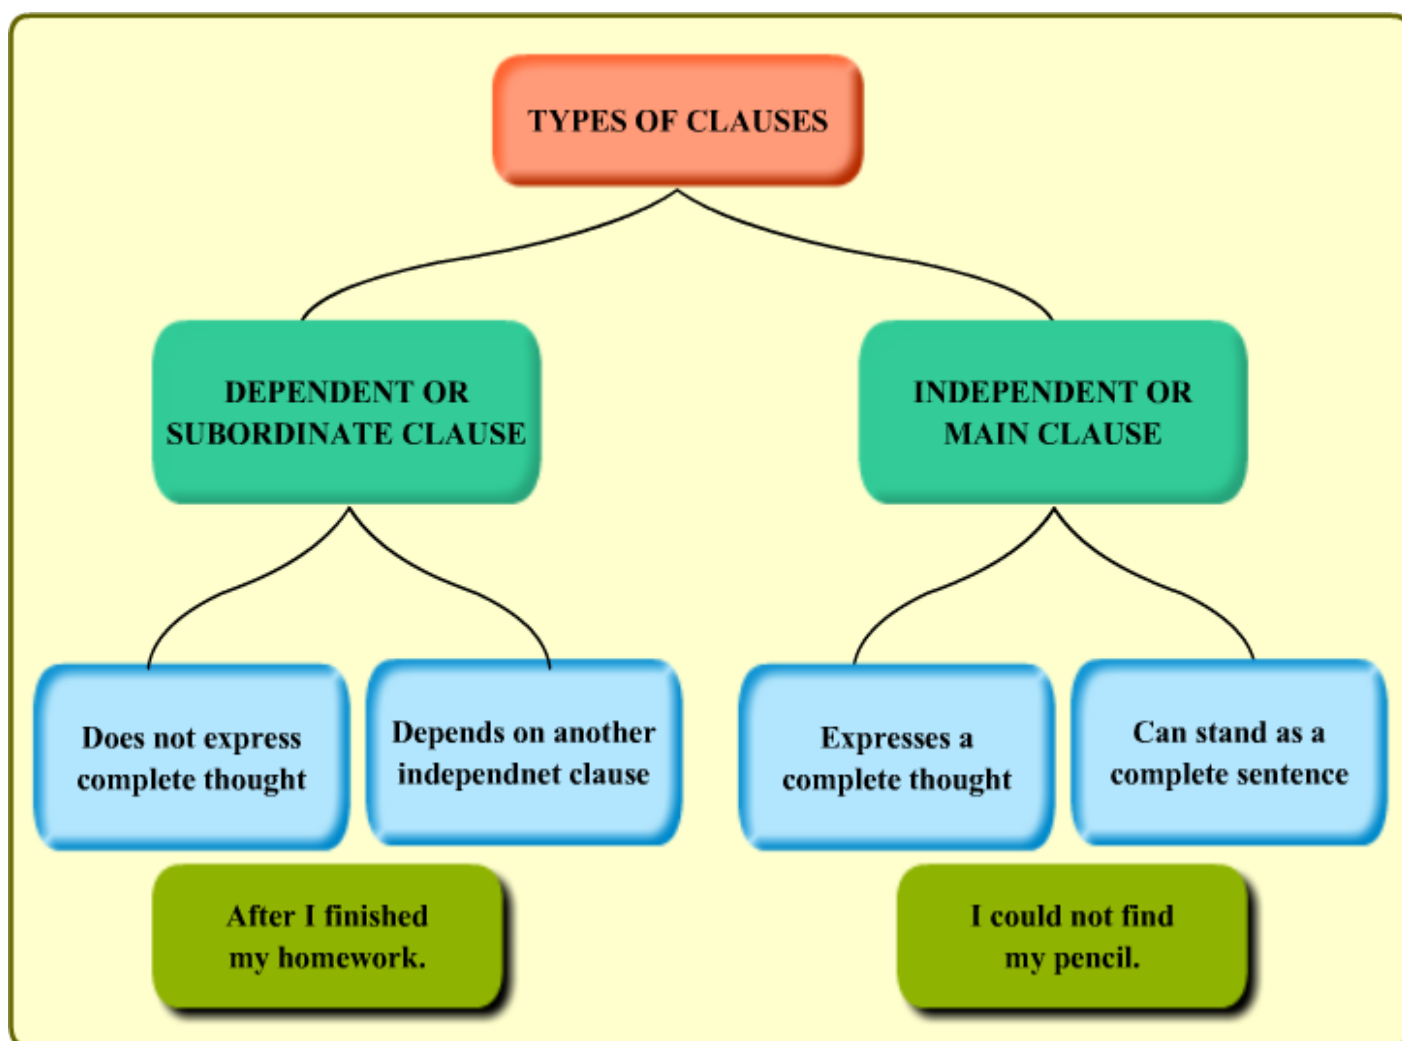 TYPES OF CLAUSES
DEPENDENT OR
SUBORDINATE CLAUSE
INDEPENDENT OR
MAIN CLAUSE
Does not express
complete thought
Depends on another
independnet clause
Expresses a
complete thought
Can stand as a
complete sentence
After I finished
my homework.
I could not find
my pencil.